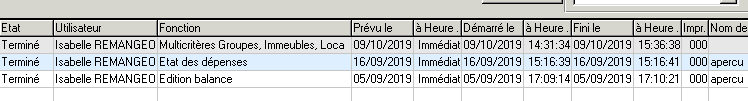 Etat Utilisateur Fonction Prévu le à Heure . Démarré le à Heure . Fini le à Heure . Impr. Nom de
Terminé Isabelle REMANGEO Multicritères Groupes, Immeubles, Loca 09/10/2019 Immédiat 09/10/2019 14:31:34 09/10/2019 15:36:38 000
Terminé Isabelle REMANGEO Etat des dépenses 16/09/2019 Immédiat 16/09/2019 15:16:39 16/09/2019 15:16:41 000 apercu
Terminé Isabelle REMANGEO Edition balance 05/09/2019 Immédiat 05/09/2019 17:09:14 05/09/2019 17:10:21 000 apercu